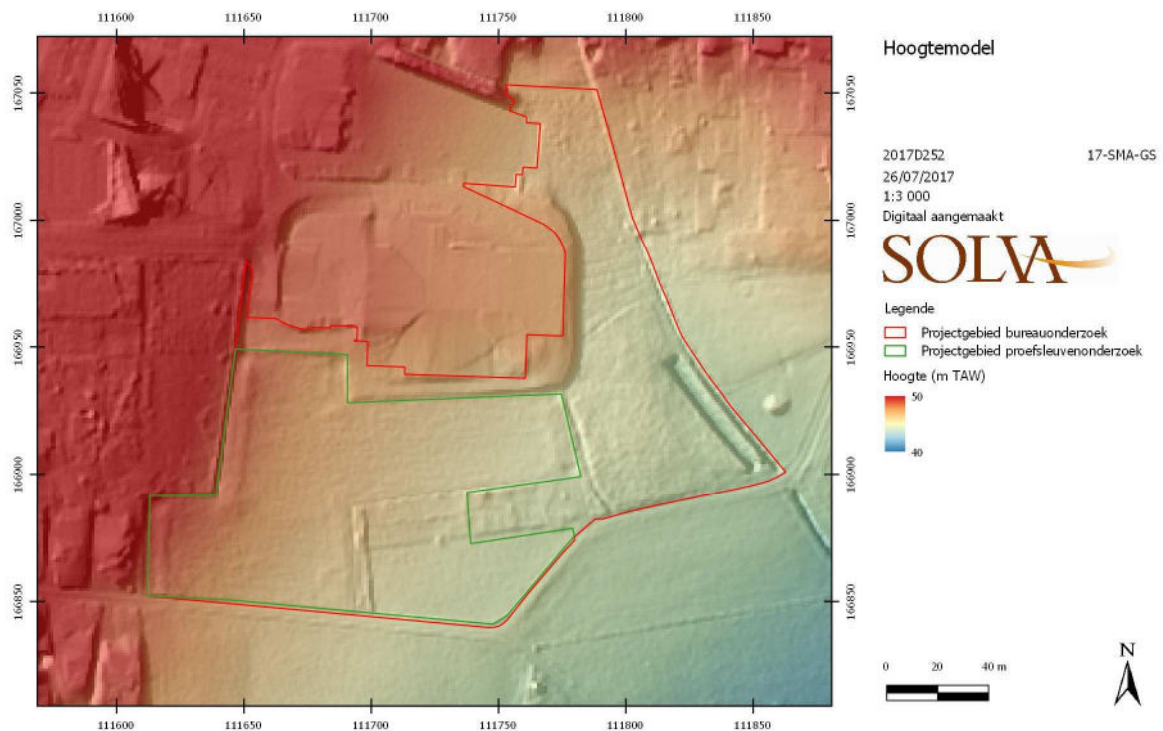 111600 111650 111700 111750 111800 111850
167050 167050
167000 167000
166950 166950
166900 166900
166850 166850
111600 111650 111700 111750 111800 111850
Hoogtemodel
2017D252 17-SMA-GS
26/07/2017
1:3 000
Digitaal aangemaakt
SOLVA
Legende
Projectgebied bureauonderzoek
Projectgebied proefsleuvenonderzoek
Hoogte (m TAW)
50
40
0 20 40 m
N